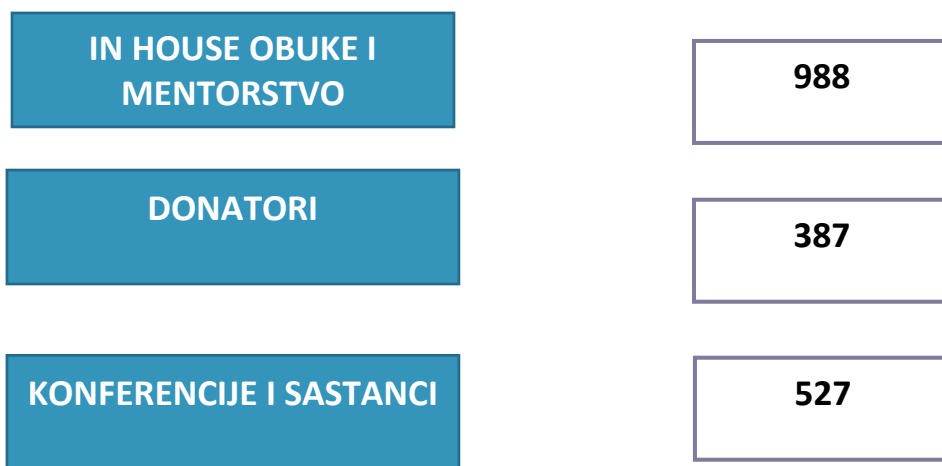 IN HOUSE OBUKE I
MENTORSTVO
988
DONATORI
387
KONFERENCIJE I SASTANCI
527